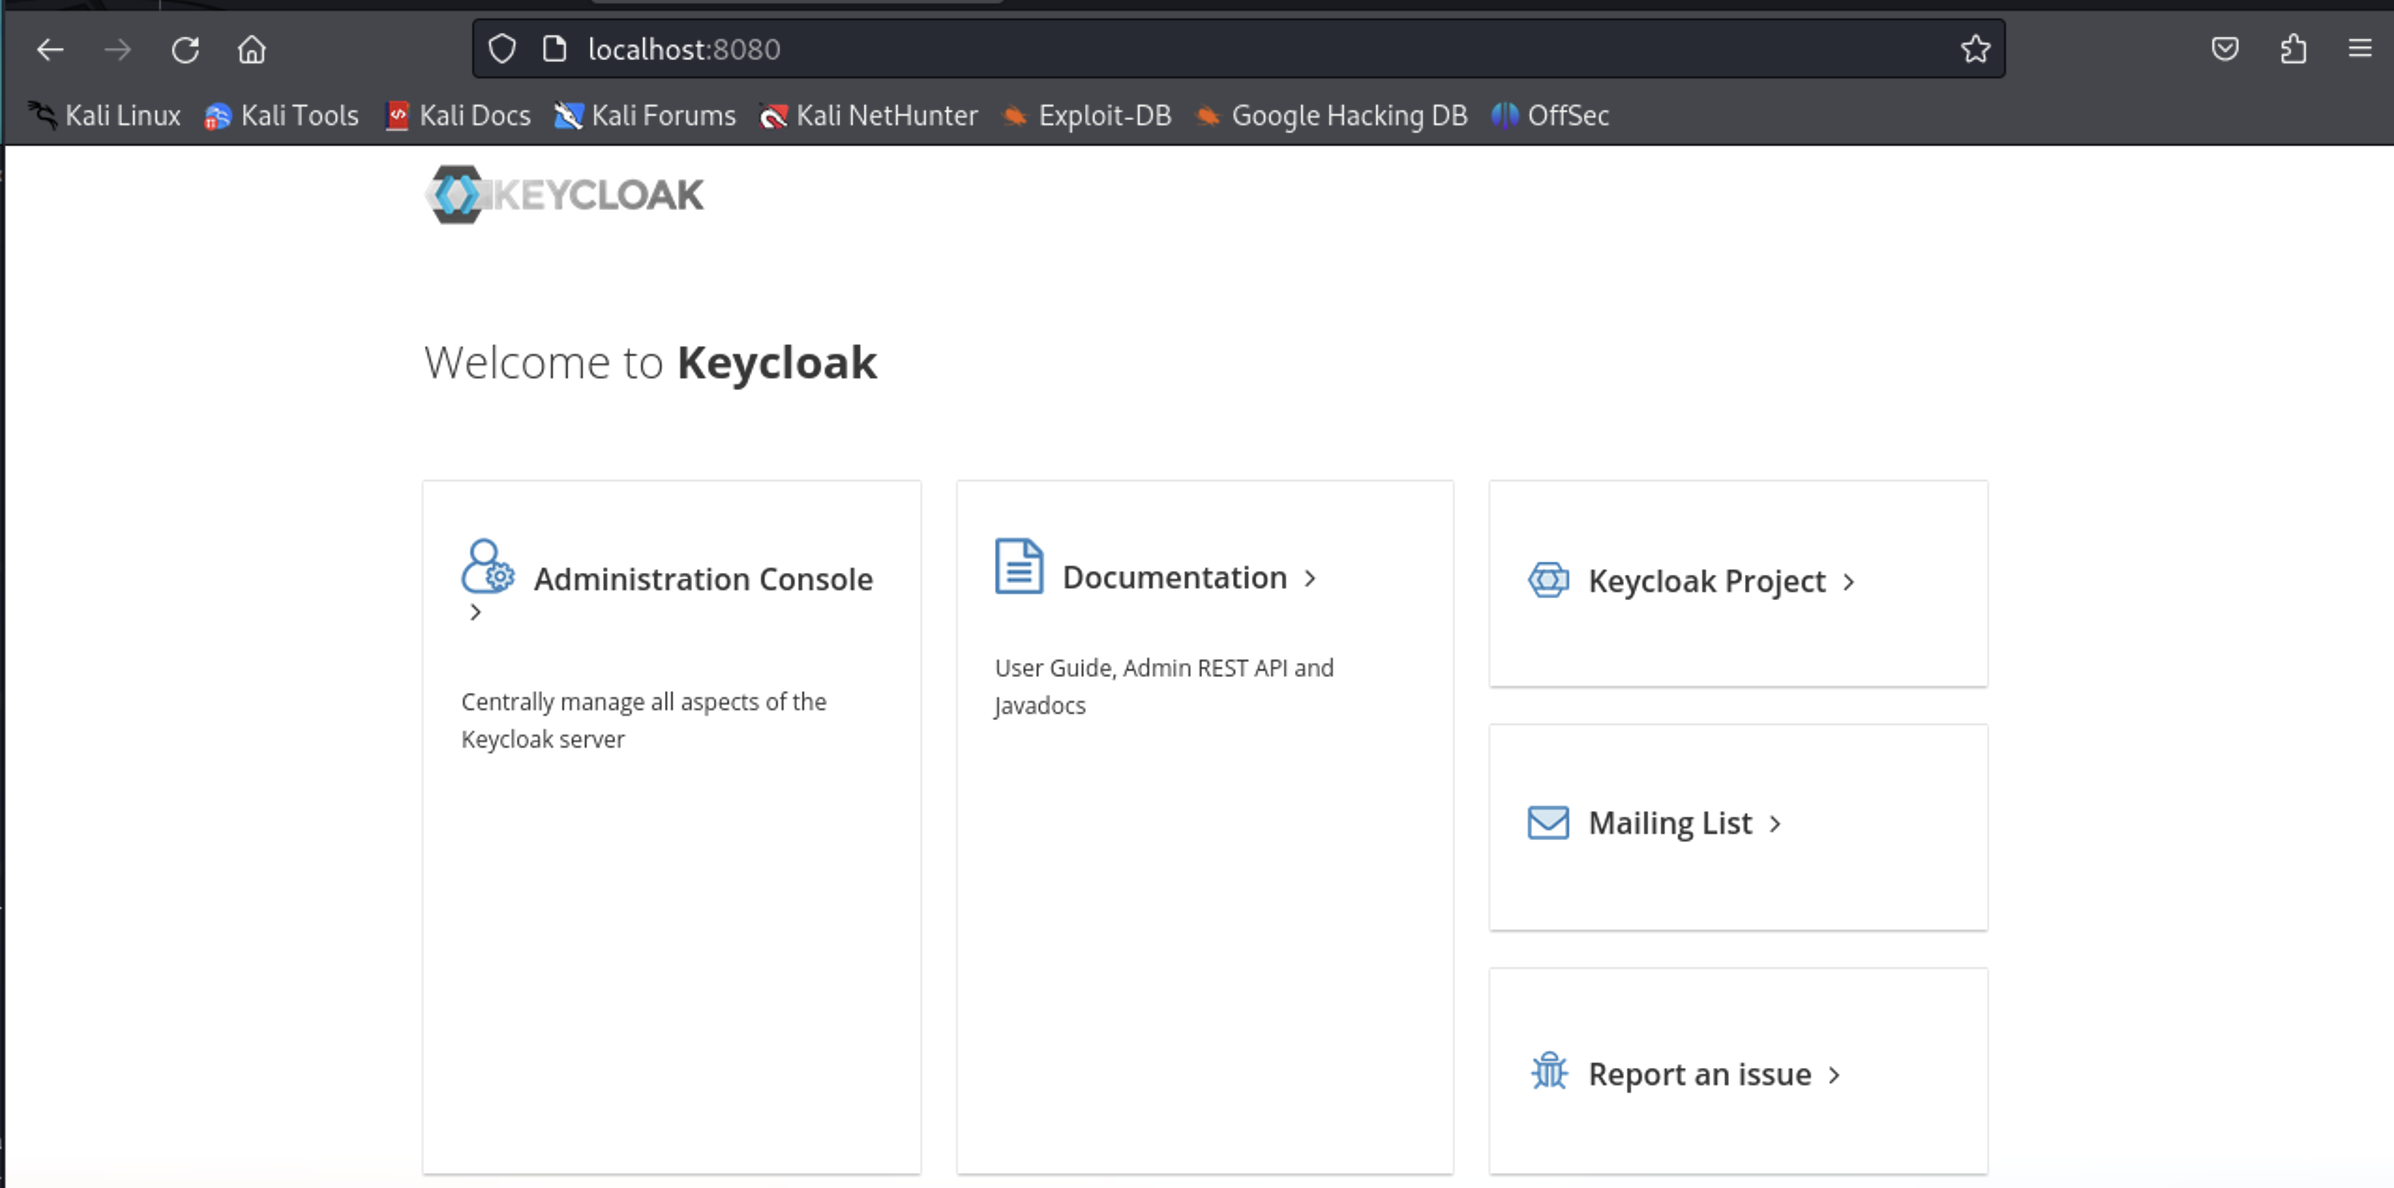 localhost:8080
Kali Linux Kali Tools Kali Docs Kali Forums Kali NetHunter Exploit-DB Google Hacking DB OffSec
KEYCLOAK
Welcome to Keycloak
Administration Console
Centrally manage all aspects of the
Keycloak server
Documentation
User Guide, Admin REST API and
Javadocs
Keycloak Project
Mailing List
Report an issue